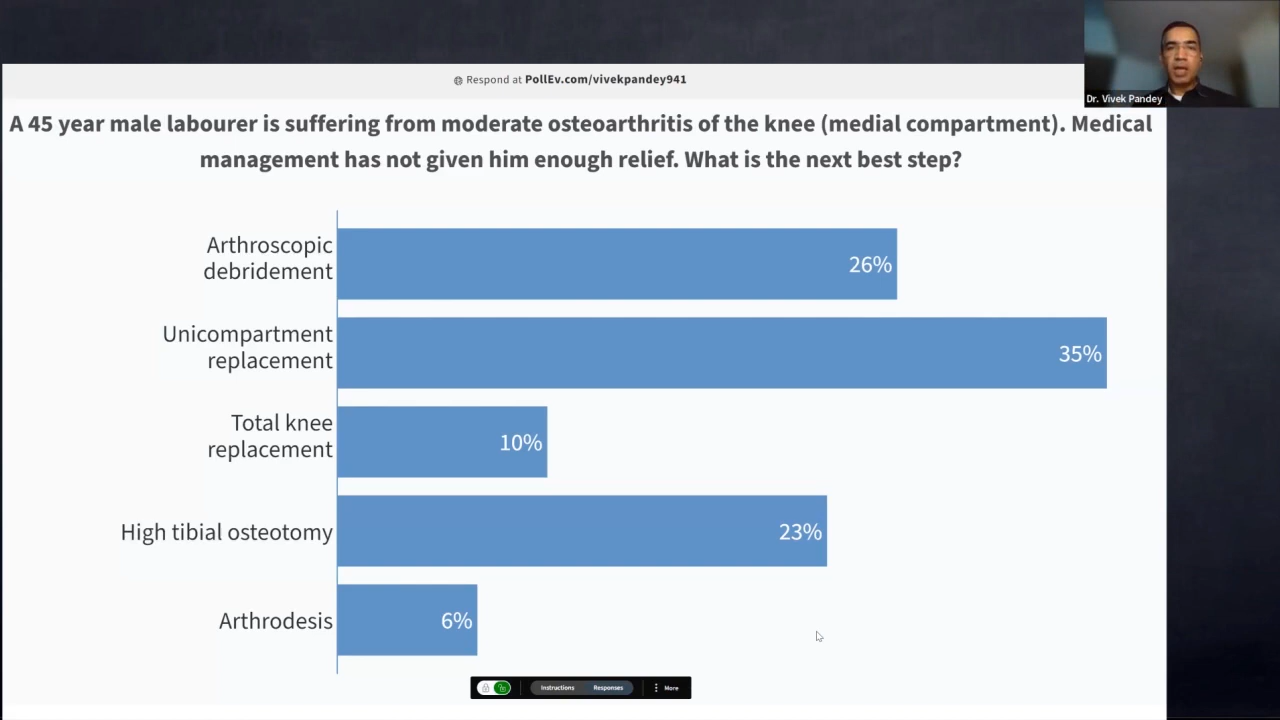 Respond at PollEv.com/vivekpandey941
Dr. Vivek Pandey
A 45 year male labourer is suffering from moderate osteoarthritis of the knee (medial compartment). Medical
management has not given him enough relief. What is the next best step?
Arthroscopic
debridement
26%
Unicompartment
replacement
35%
Total knee
replacement
10%
High tibial osteotomy
23%
Arthrodesis
6%
Instructions
Responses
More